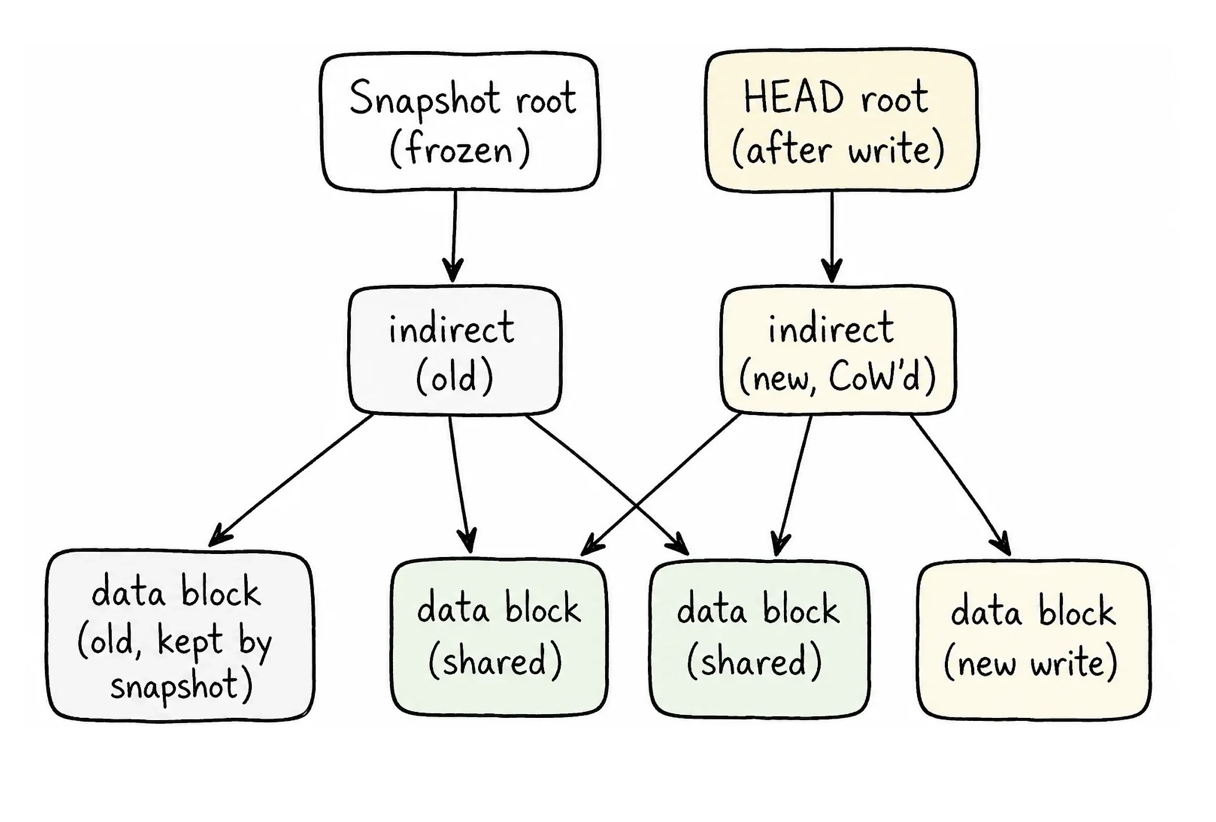 Snapshot root
(frozen)
HEAD root
(after write)
indirect
(old)
indirect
(new, CoW'd)
data block
(old, kept by
snapshot)
data block
(shared)
data block
(shared)
data block
(new write)